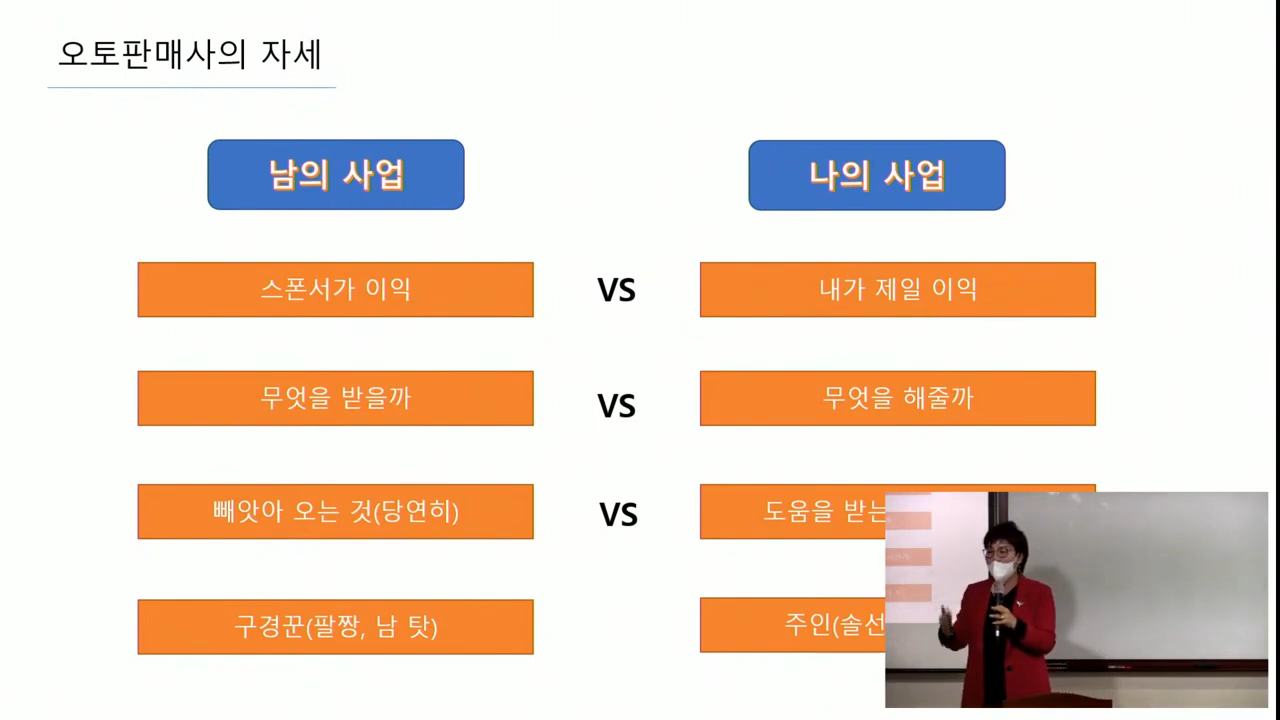 오토판매사의 자세
남의 사업
나의 사업
스폰서가 이익 VS 내가 제일 이익
무엇을 받을까 VS 무엇을 해줄까
빼앗아 오는 것(당연히) VS 도움을 받는
구경꾼(팔짱, 남 탓)
주인(솔선